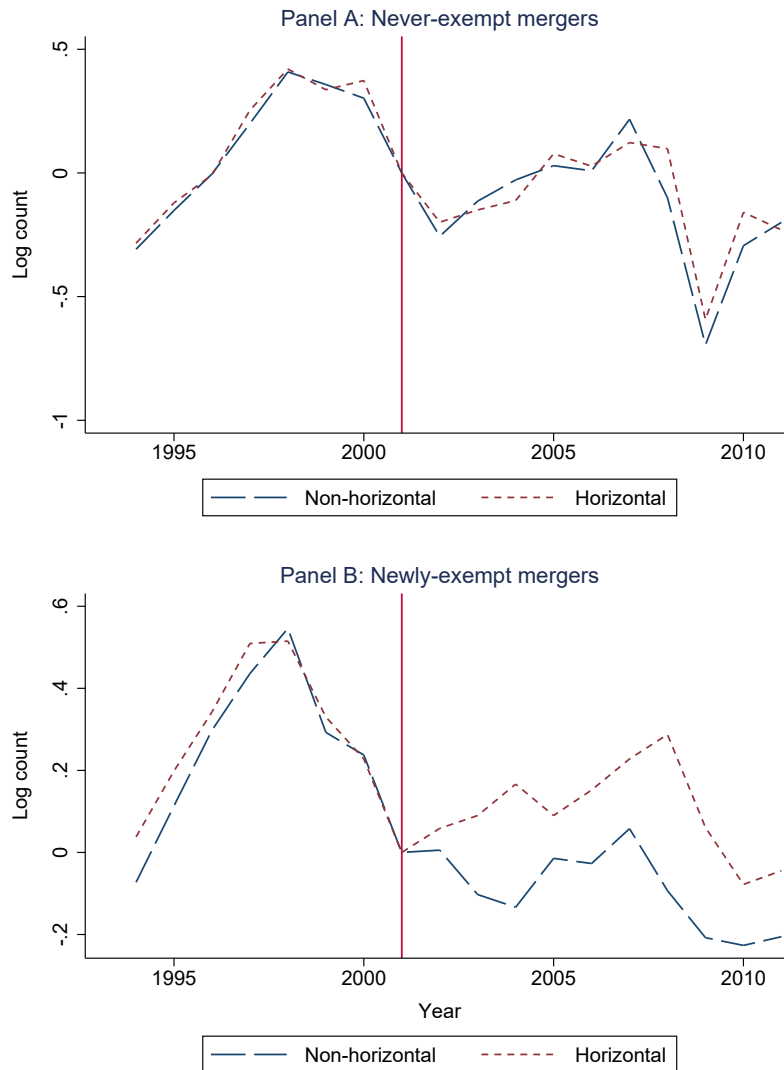 Panel A: Never-exempt mergers
.5
0
-.5
-1
Log count
1995 2000 2005 2010
Non-horizontal Horizontal
Panel B: Newly-exempt mergers
.6
.4
.2
0
-.2
Log count
1995 2000 2005 2010
Year
Non-horizontal Horizontal